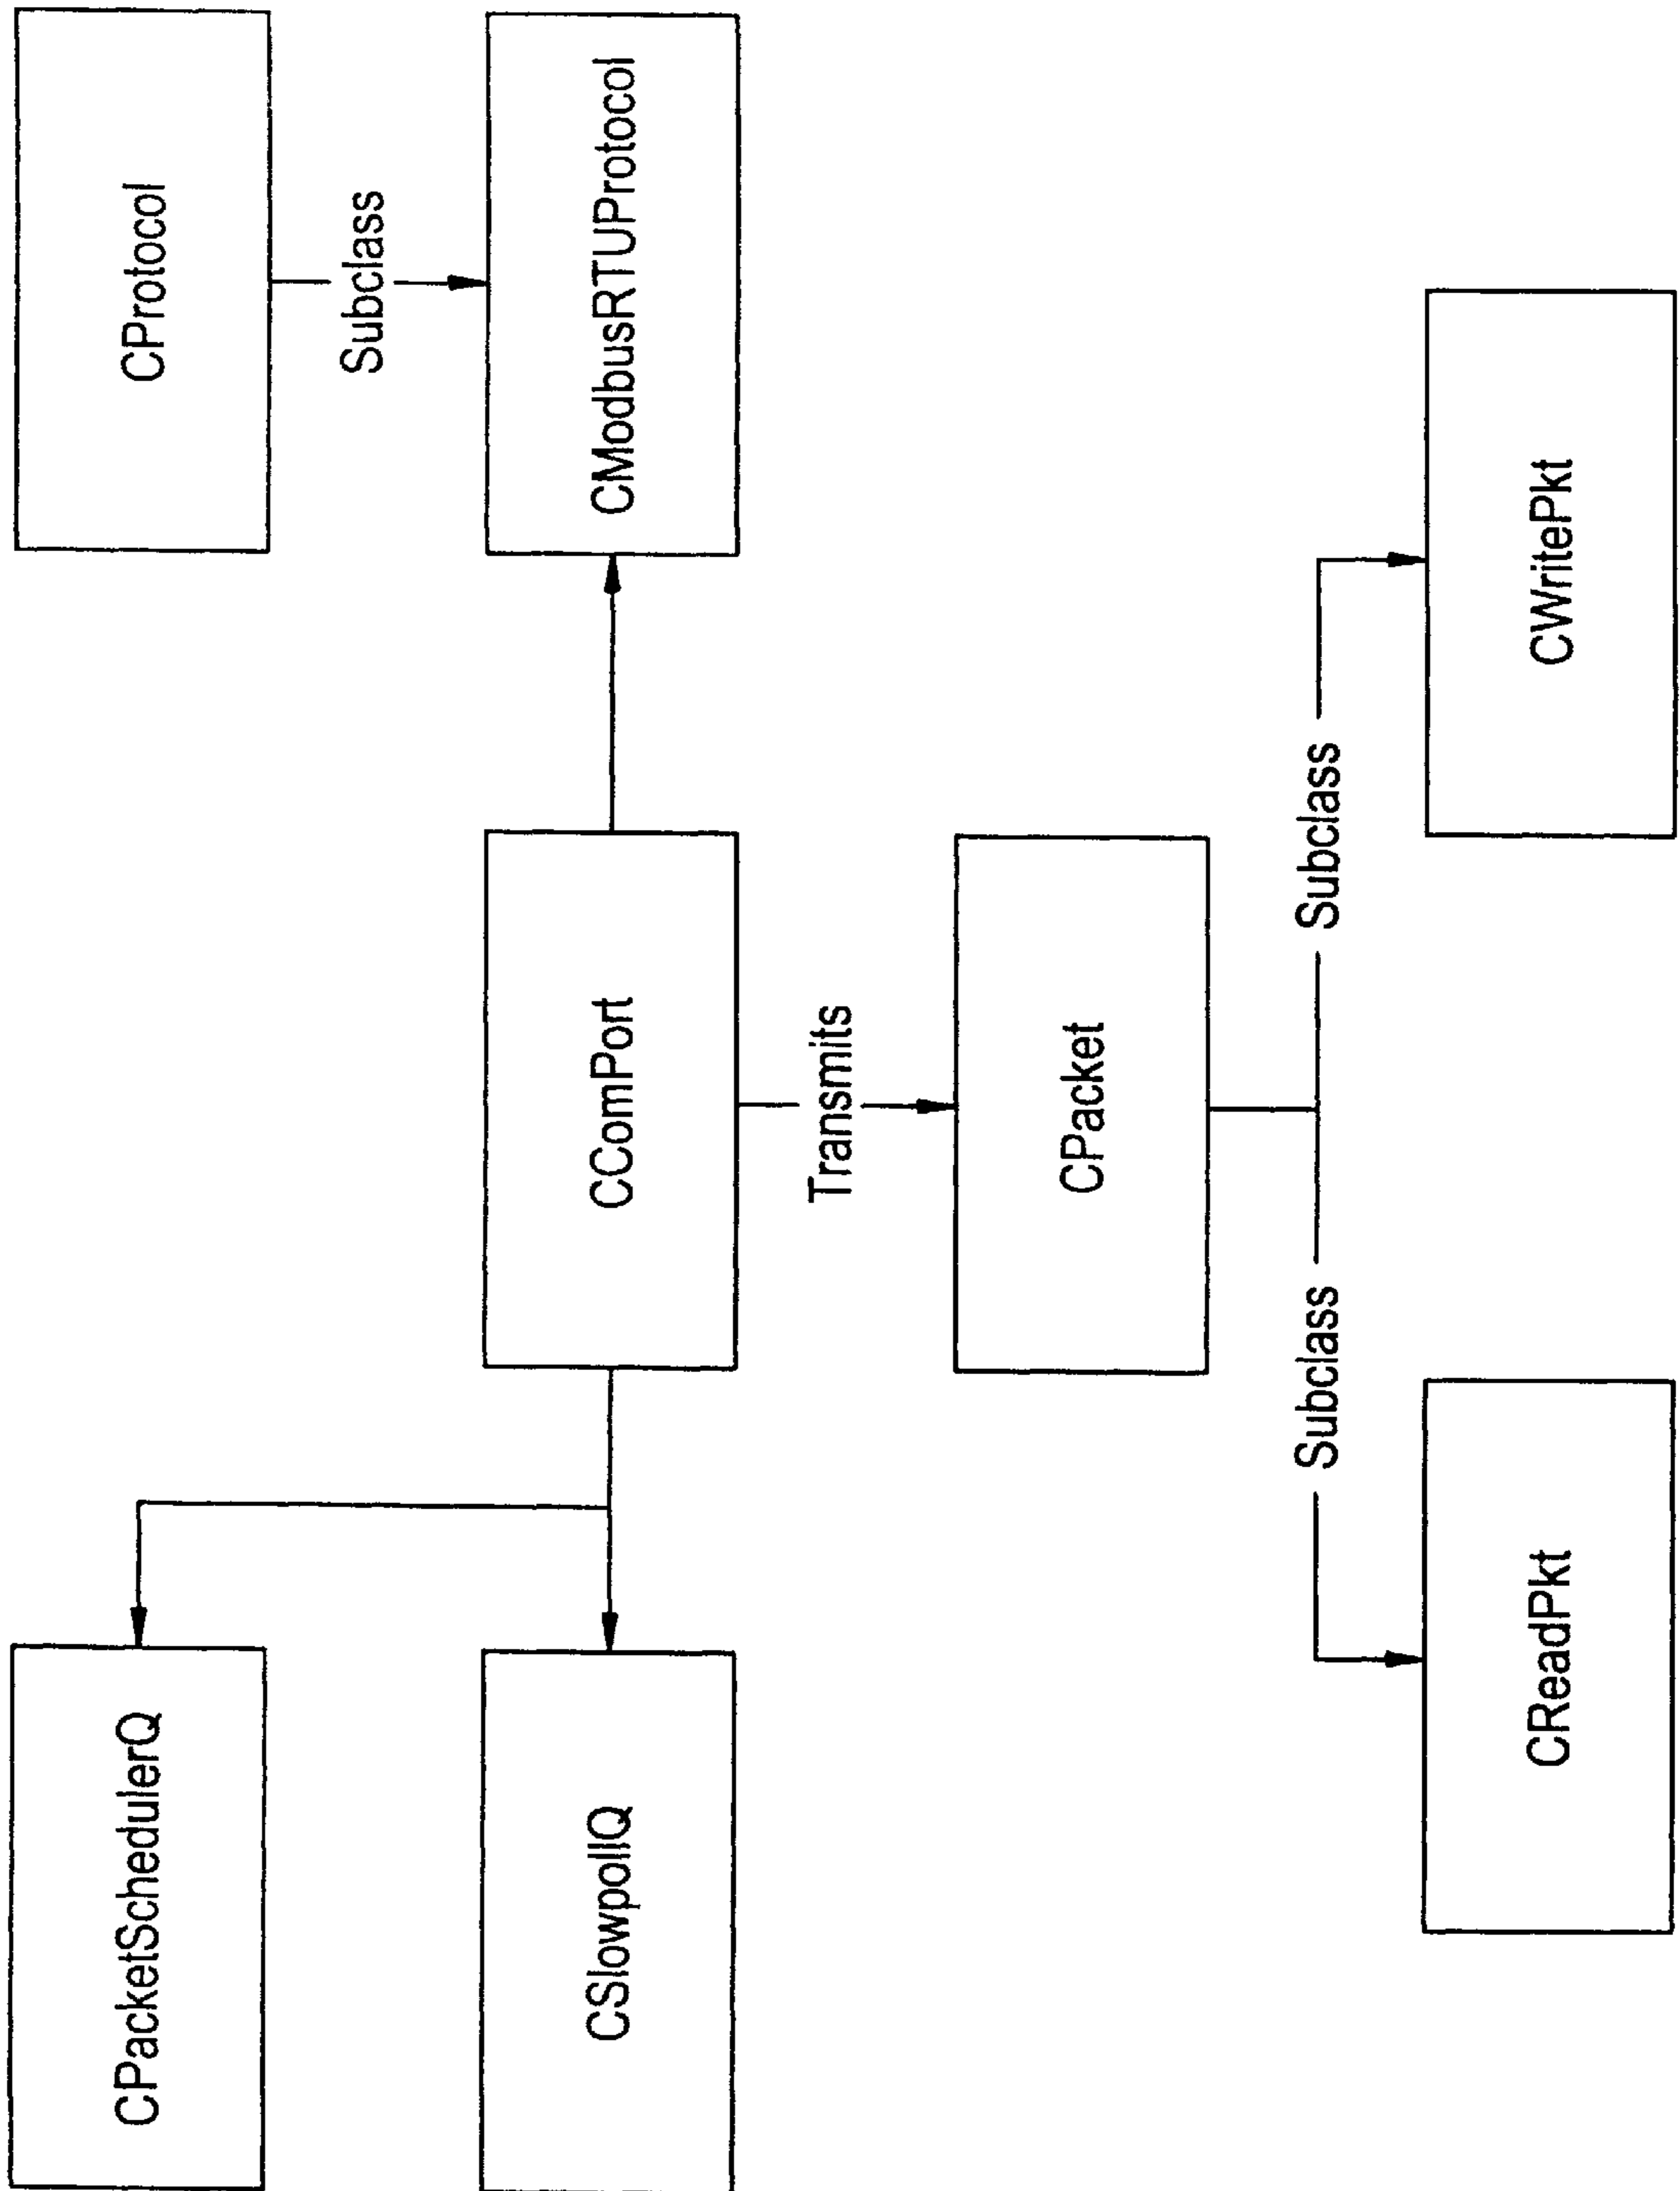 CPacketSchedulerQ
CProtocol
Subclass
CSlowpollQ
CComPort
CModbusRTUProtocol
Transmits
CPacket
Subclass
Subclass
CReadPkt
CWritePkt